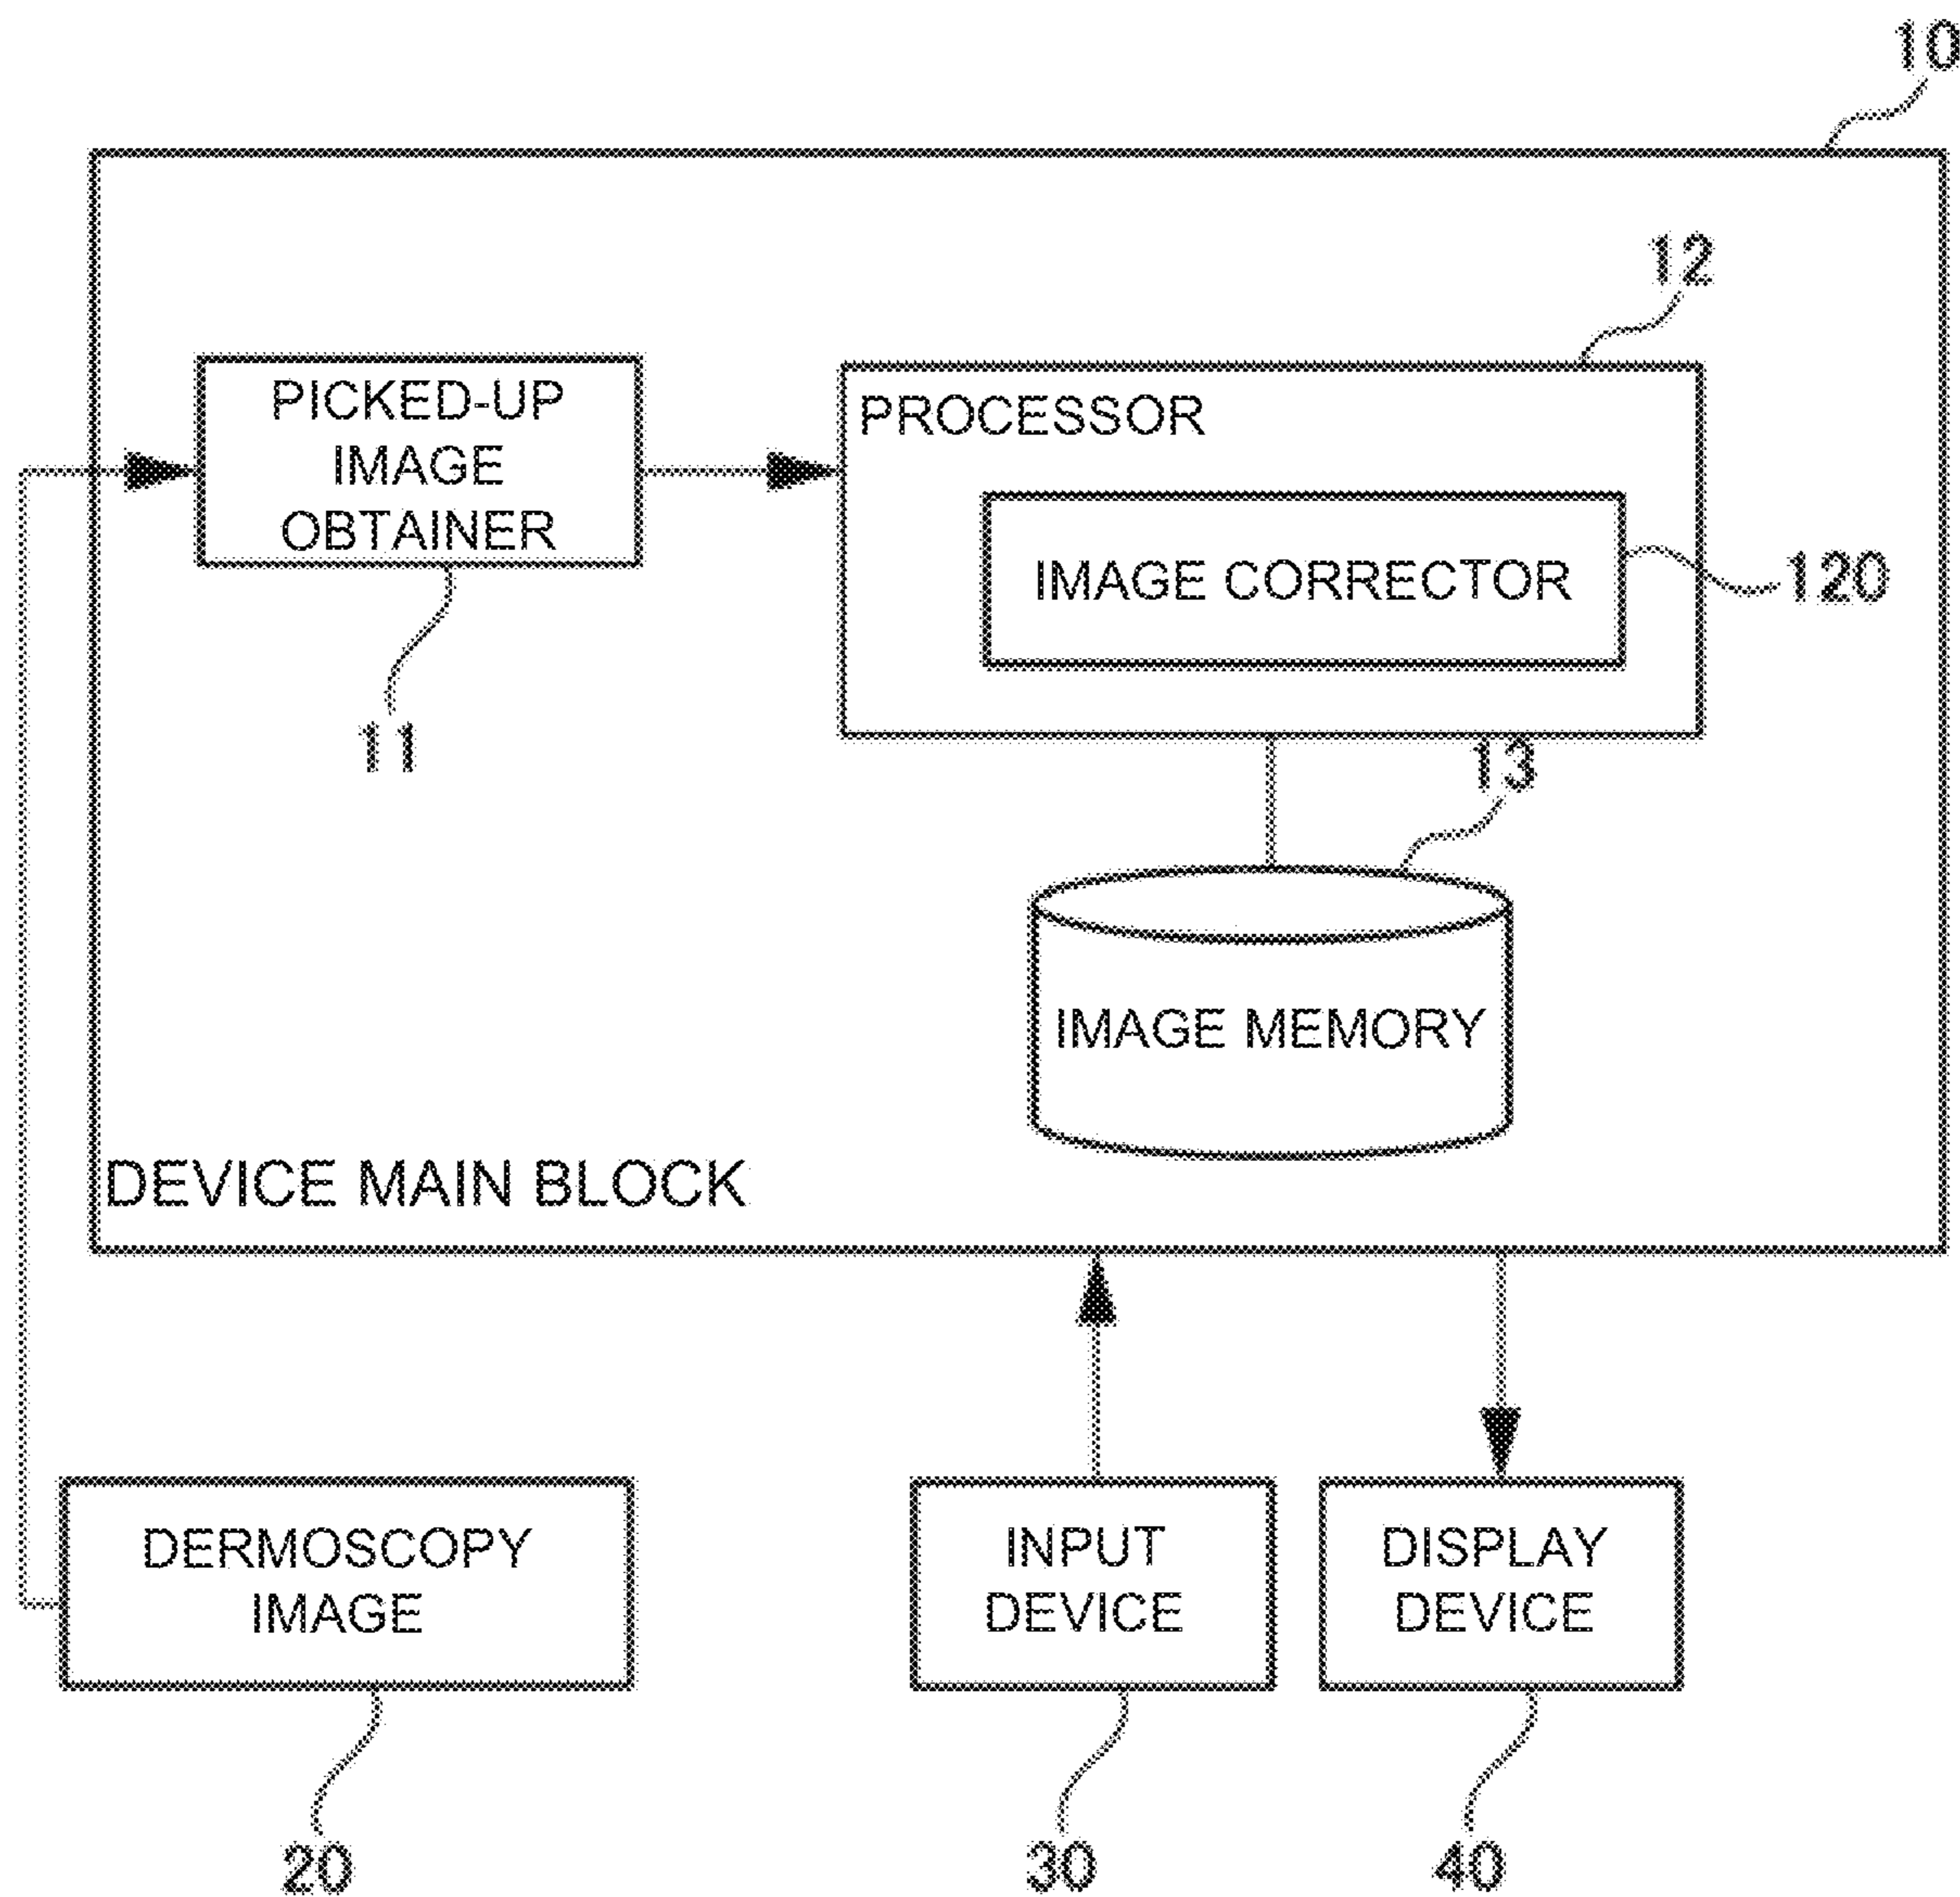 10
12
PICKED-UP
IMAGE
OBTAINER
PROCESSOR
IMAGE CORRECTOR
120
11
13
IMAGE MEMORY
DEVICE MAIN BLOCK
DERMOSCOPY
IMAGE
INPUT
DEVICE
DISPLAY
DEVICE
20
30
40